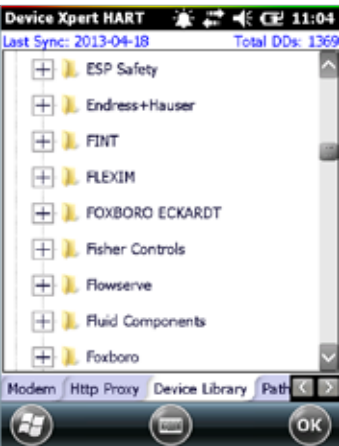 Device Xpert HART 11:04
Last Sync: 2013-04-18 Total DDs: 1369
ESP Safety
Endress+Hauser
FINT
FLEXIM
FOXBORO ECKARDT
Fisher Controls
Flowserve
Fluid Components
Foxboro
Modem Http Proxy Device Library Path
OK